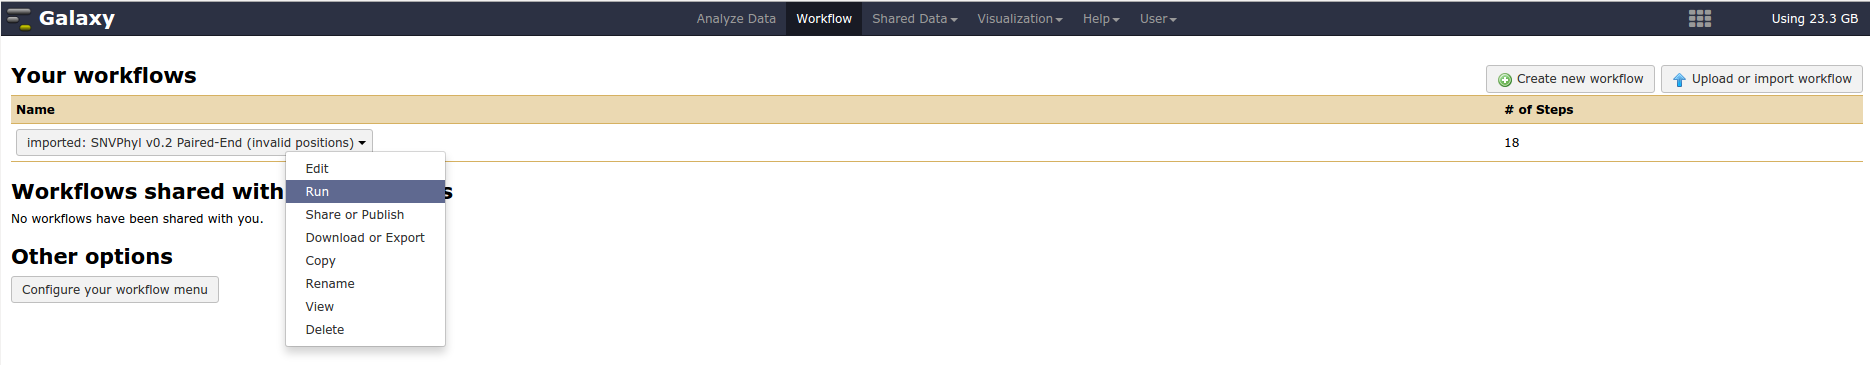 Galaxy Analyze Data Workflow Shared Data Visualization Help User Using 23.3 GB
Your workflows Create new workflow Upload or import workflow
Name # of Steps
imported: SNVPhyl v0.2 Paired-End (invalid positions) 18
Edit
Run
Share or Publish
Download or Export
Copy
Rename
View
Delete
Workflows shared with s
No workflows have been shared with you.
Other options
Configure your workflow menu